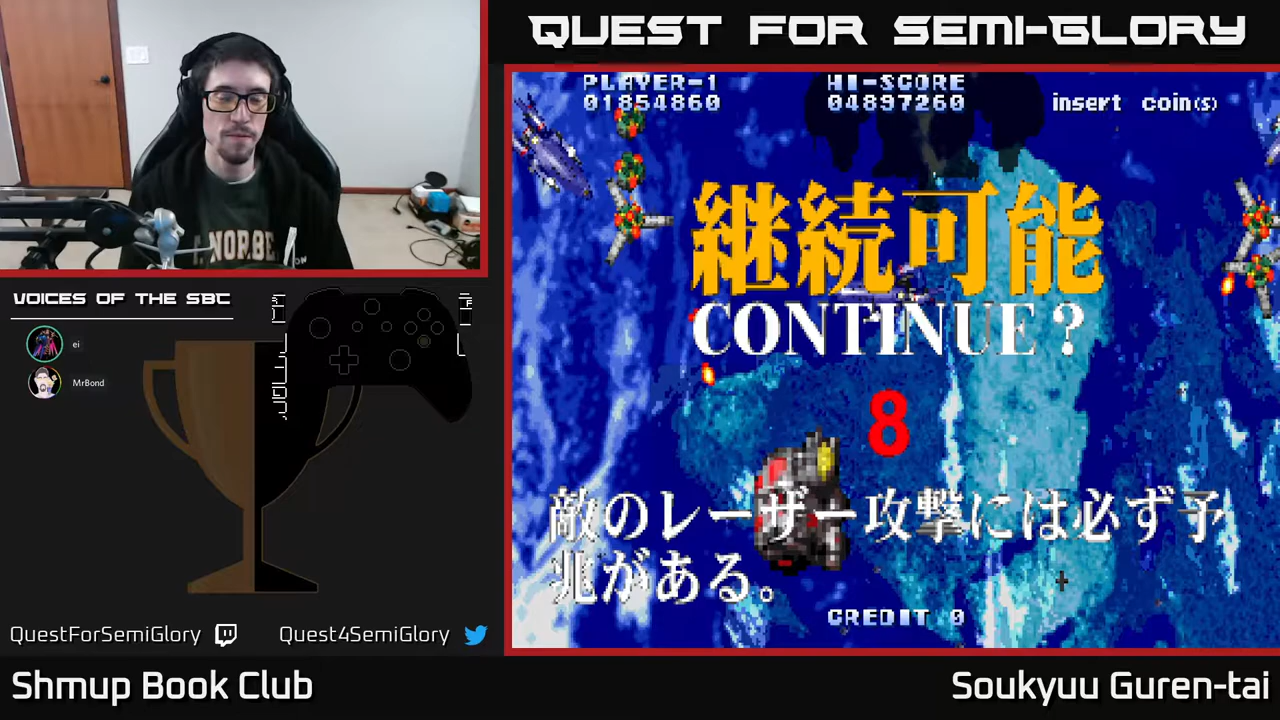 QUEST FOR SEMI-GLORY
PLAYER-1
01854860
HI-SCORE
04897260
insert coin(s)
継続可能
CONTINUE?
8
敵のレーザー攻撃には必ず予
兆がある。
CREDIT 0
NORBE
VOICES OF THE SBC
ei
MrBond
QuestForSemiGlory
Quest4SemiGlory
Shmup Book Club
Soukyuu Guren-tai